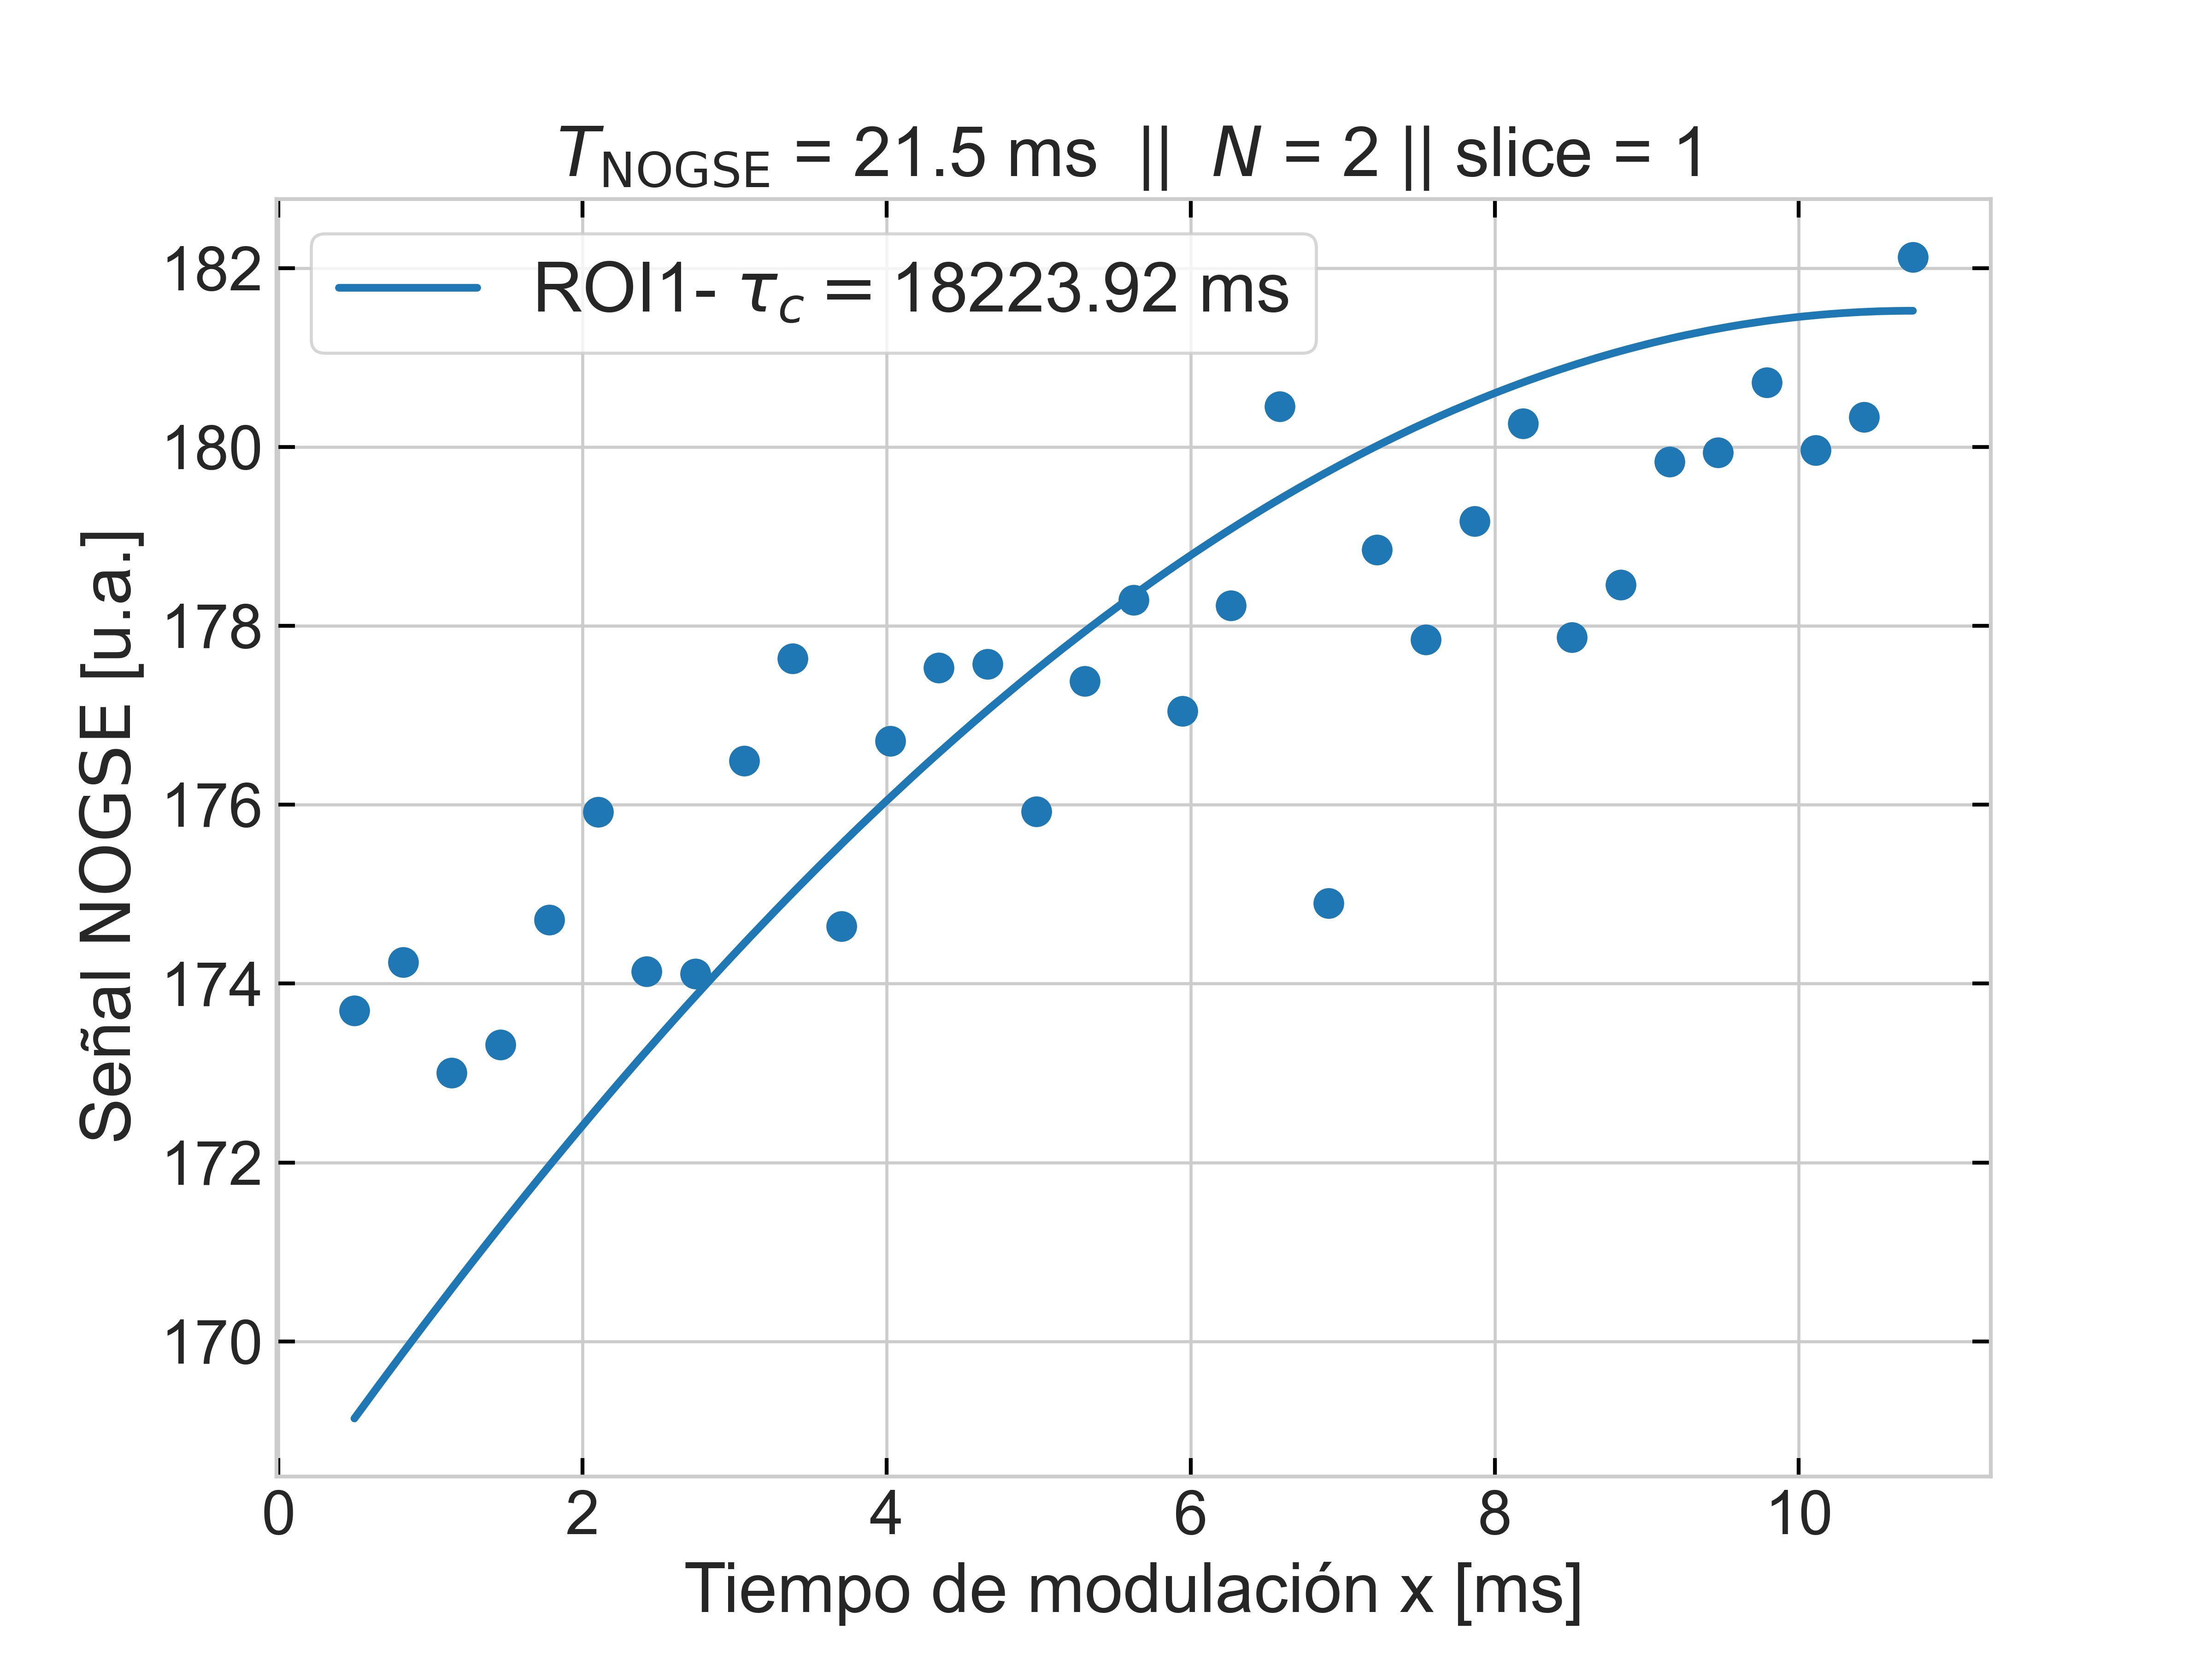 T_NOGSE = 21.5 ms || N = 2 || slice = 1
ROI1- τ_c = 18223.92 ms
182
180
178
176
174
172
170
Señal NOGSE [u.a.]
0 2 4 6 8 10
Tiempo de modulación x [ms]